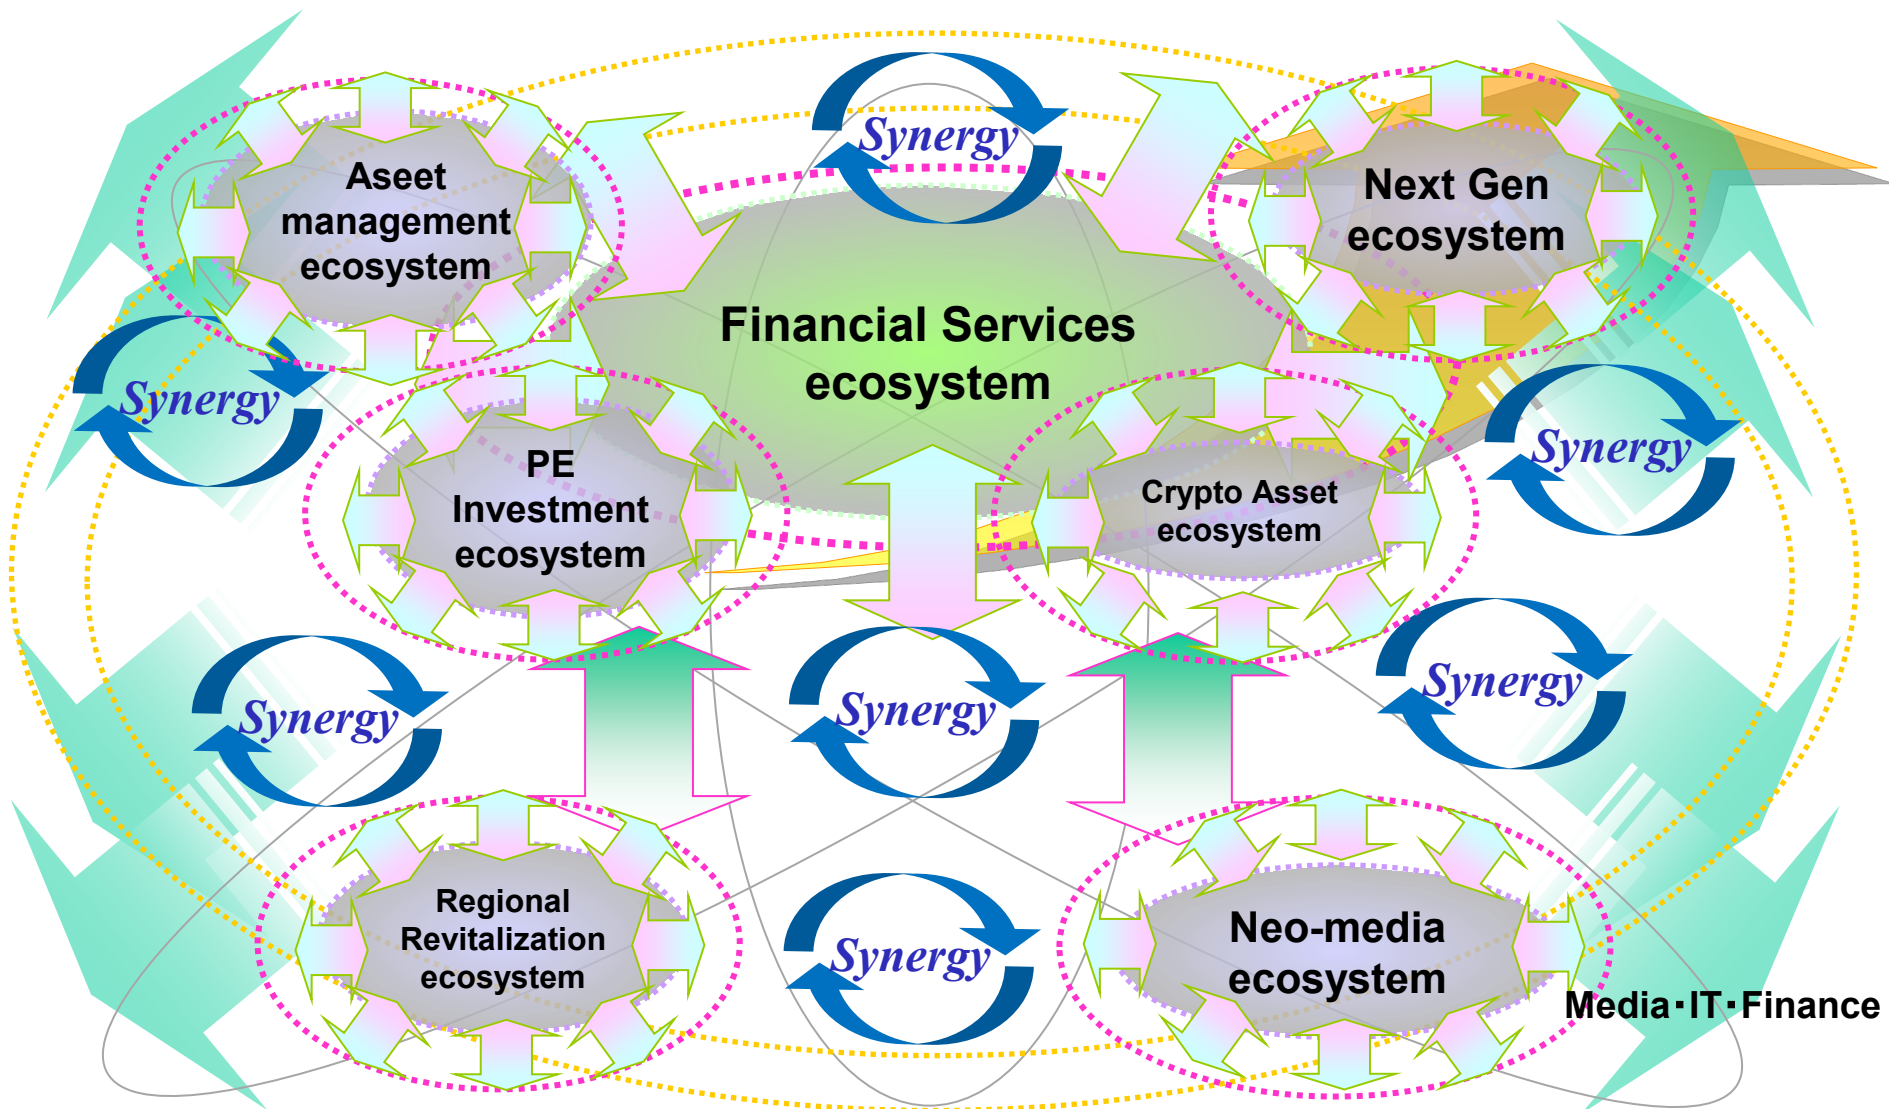 Synergy
Aseet
management
ecosystem
Next Gen
ecosystem
Financial Services
ecosystem
Synergy
Synergy
PE
Investment
ecosystem
Crypto Asset
ecosystem
Synergy
Synergy
Synergy
Regional
Revitalization
ecosystem
Synergy
Neo-media
ecosystem
Media･IT･Finance